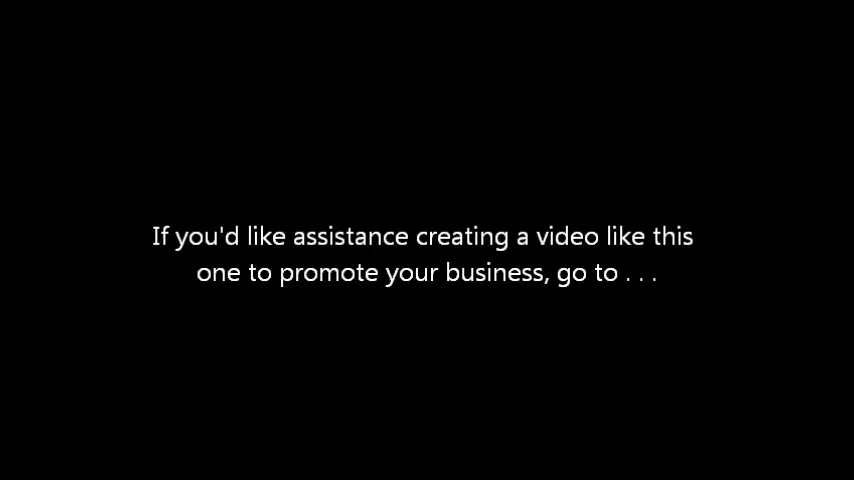 If you'd like assistance creating a video like this
one to promote your business, go to . . .